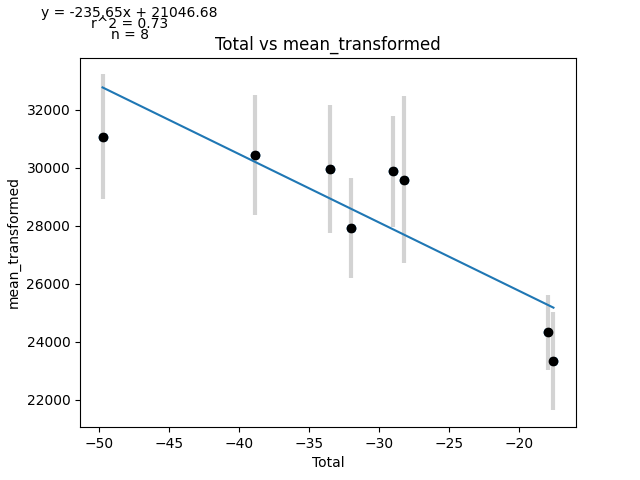 y = -235.65x + 21046.68
r^2 = 0.73
n = 8
Total vs mean_transformed
32000
30000
28000
26000
24000
22000
mean_transformed
−50
−45
−40
−35
−30
−25
−20
Total